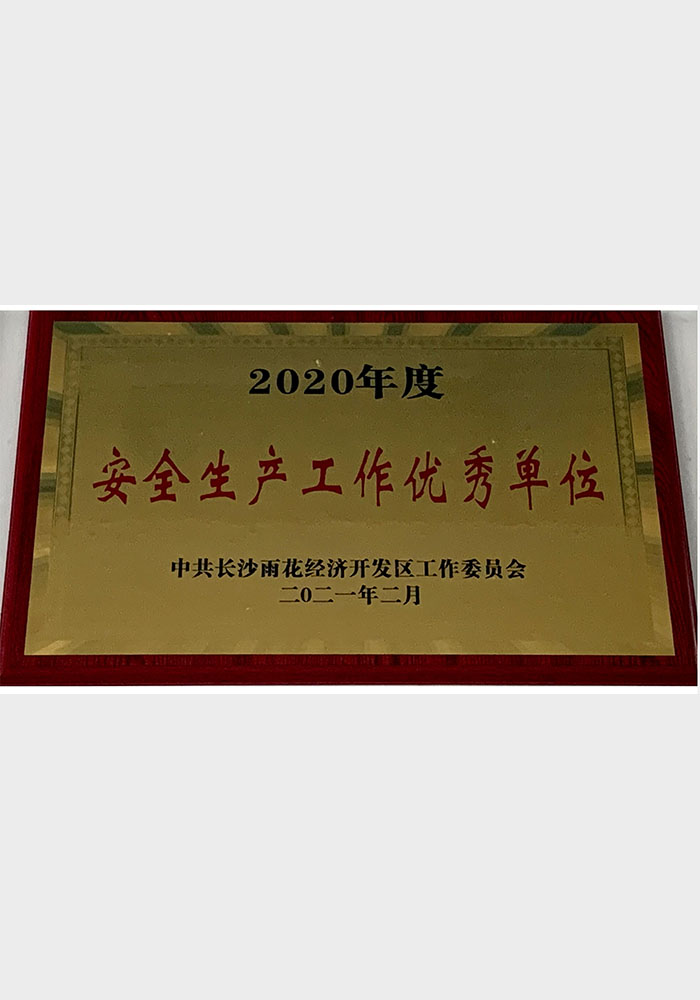 2020年度
安全生产工作优秀单位
中共长沙雨花经济开发区工作委员会
二0二一年二月